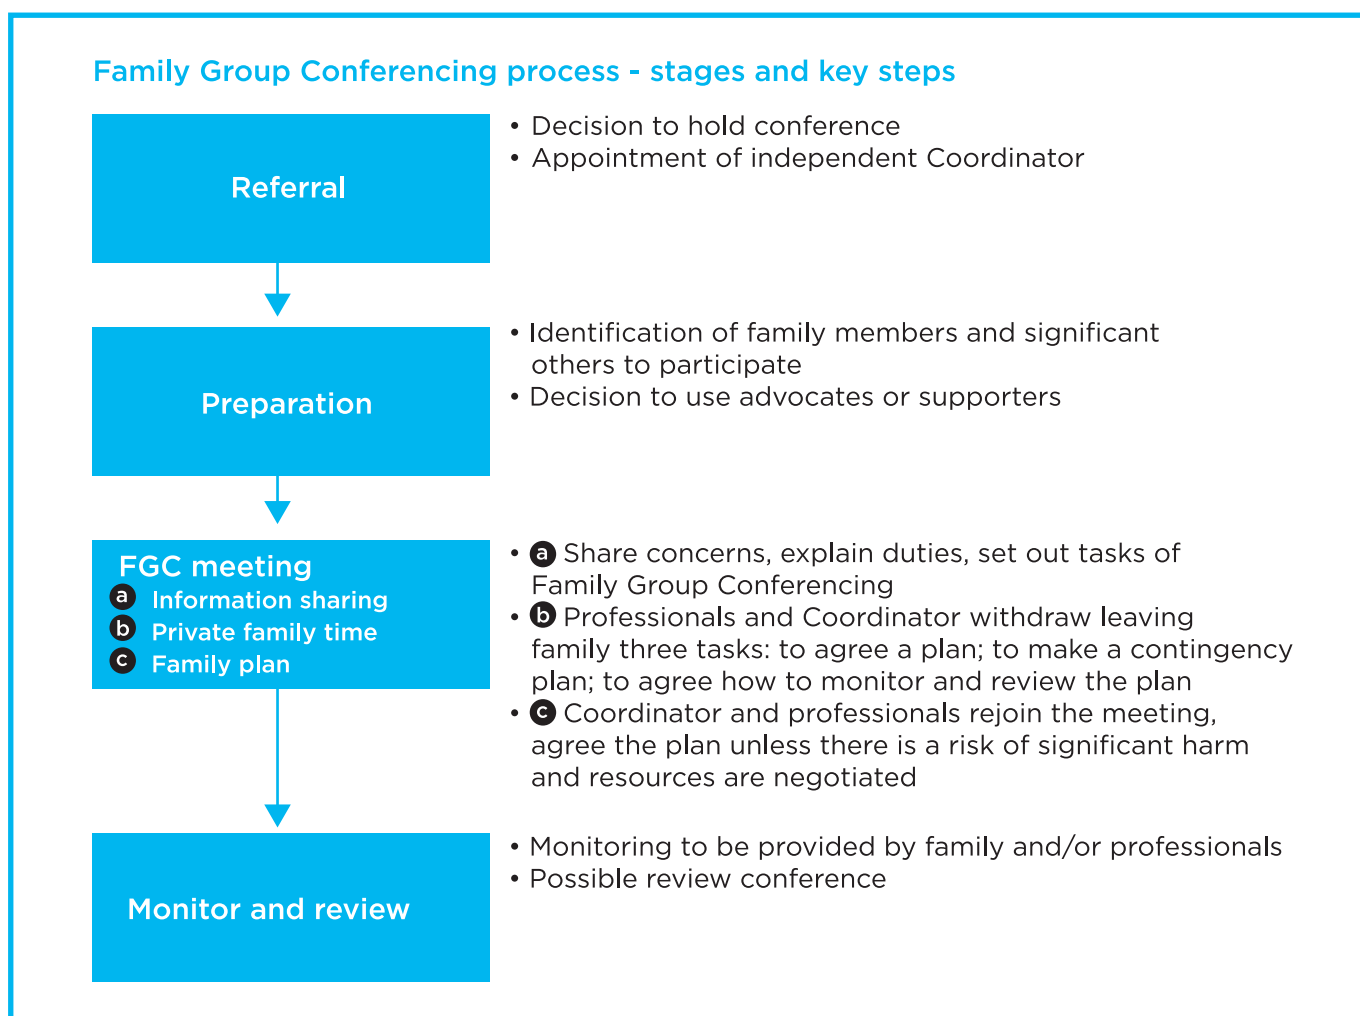 Family Group Conferencing process - stages and key steps
Referral
• Decision to hold conference
• Appointment of independent Coordinator
Preparation
• Identification of family members and significant
others to participate
• Decision to use advocates or supporters
FGC meeting
a Information sharing
b Private family time
c Family plan
• a Share concerns, explain duties, set out tasks of
Family Group Conferencing
• b Professionals and Coordinator withdraw leaving
family three tasks: to agree a plan; to make a contingency
plan; to agree how to monitor and review the plan
• c Coordinator and professionals rejoin the meeting,
agree the plan unless there is a risk of significant harm
and resources are negotiated
Monitor and review
• Monitoring to be provided by family and/or professionals
• Possible review conference